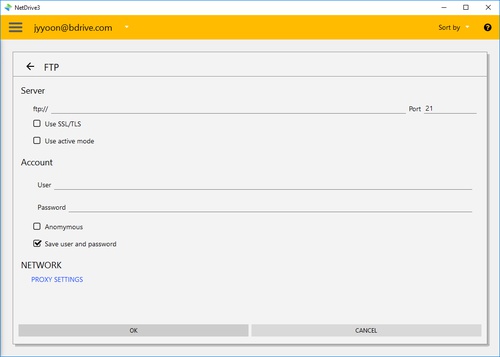 NetDrive3
jyyoon@bdrive.com Sort by
FTP
Server
ftp:// Port 21
Use SSL/TLS
Use active mode
Account
User
Password
Anomymous
Save user and password
NETWORK
PROXY SETTINGS
OK CANCEL